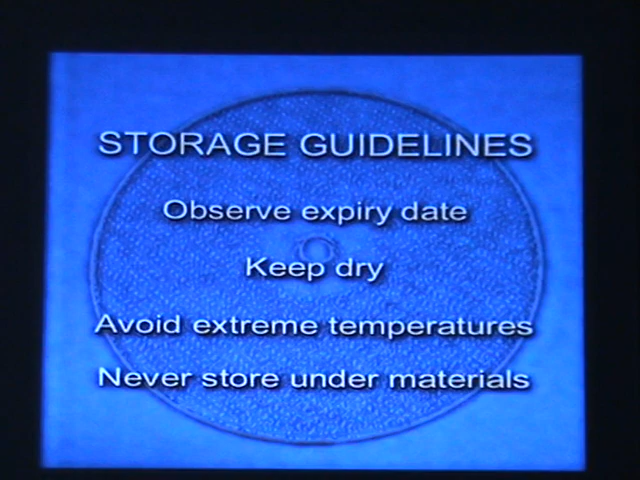 STORAGE GUIDELINES
Observe expiry date
Keep dry
Avoid extreme temperatures
Never store under materials